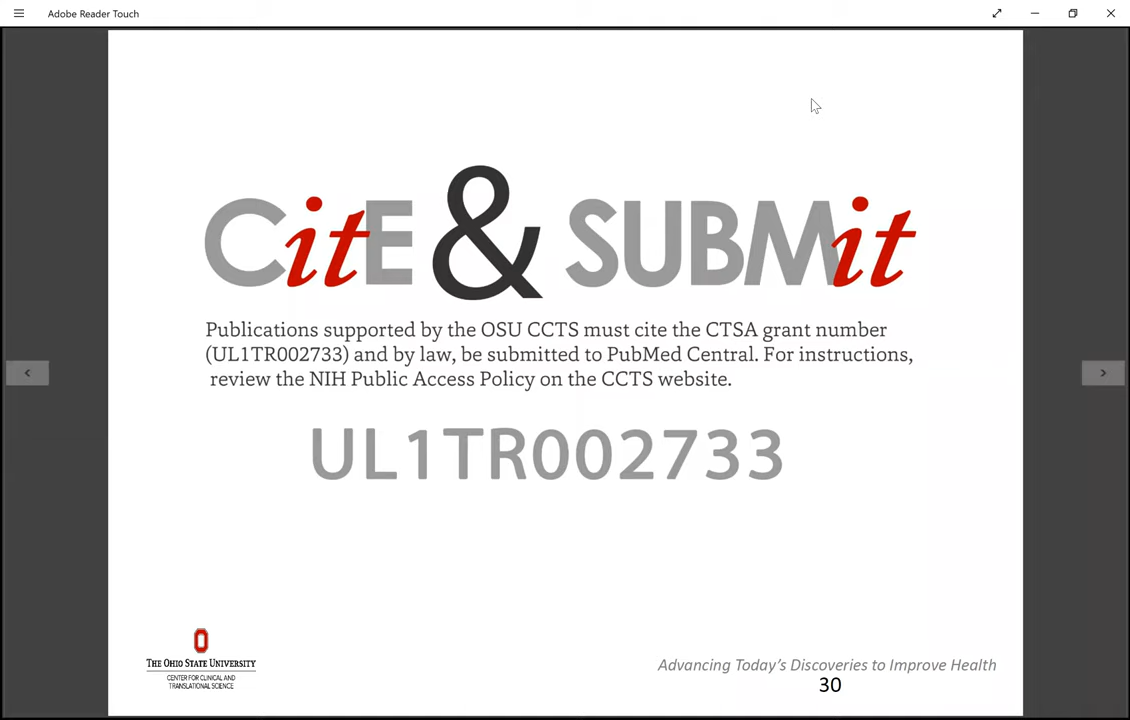 Adobe Reader Touch
CitE & SUBMit
Publications supported by the OSU CCTS must cite the CTSA grant number
(UL1TR002733) and by law, be submitted to PubMed Central. For instructions,
review the NIH Public Access Policy on the CCTS website.
UL1TR002733
THE OHIO STATE UNIVERSITY
CENTER FOR CLINICAL AND
TRANSLATIONAL SCIENCE
Advancing Today's Discoveries to Improve Health
30